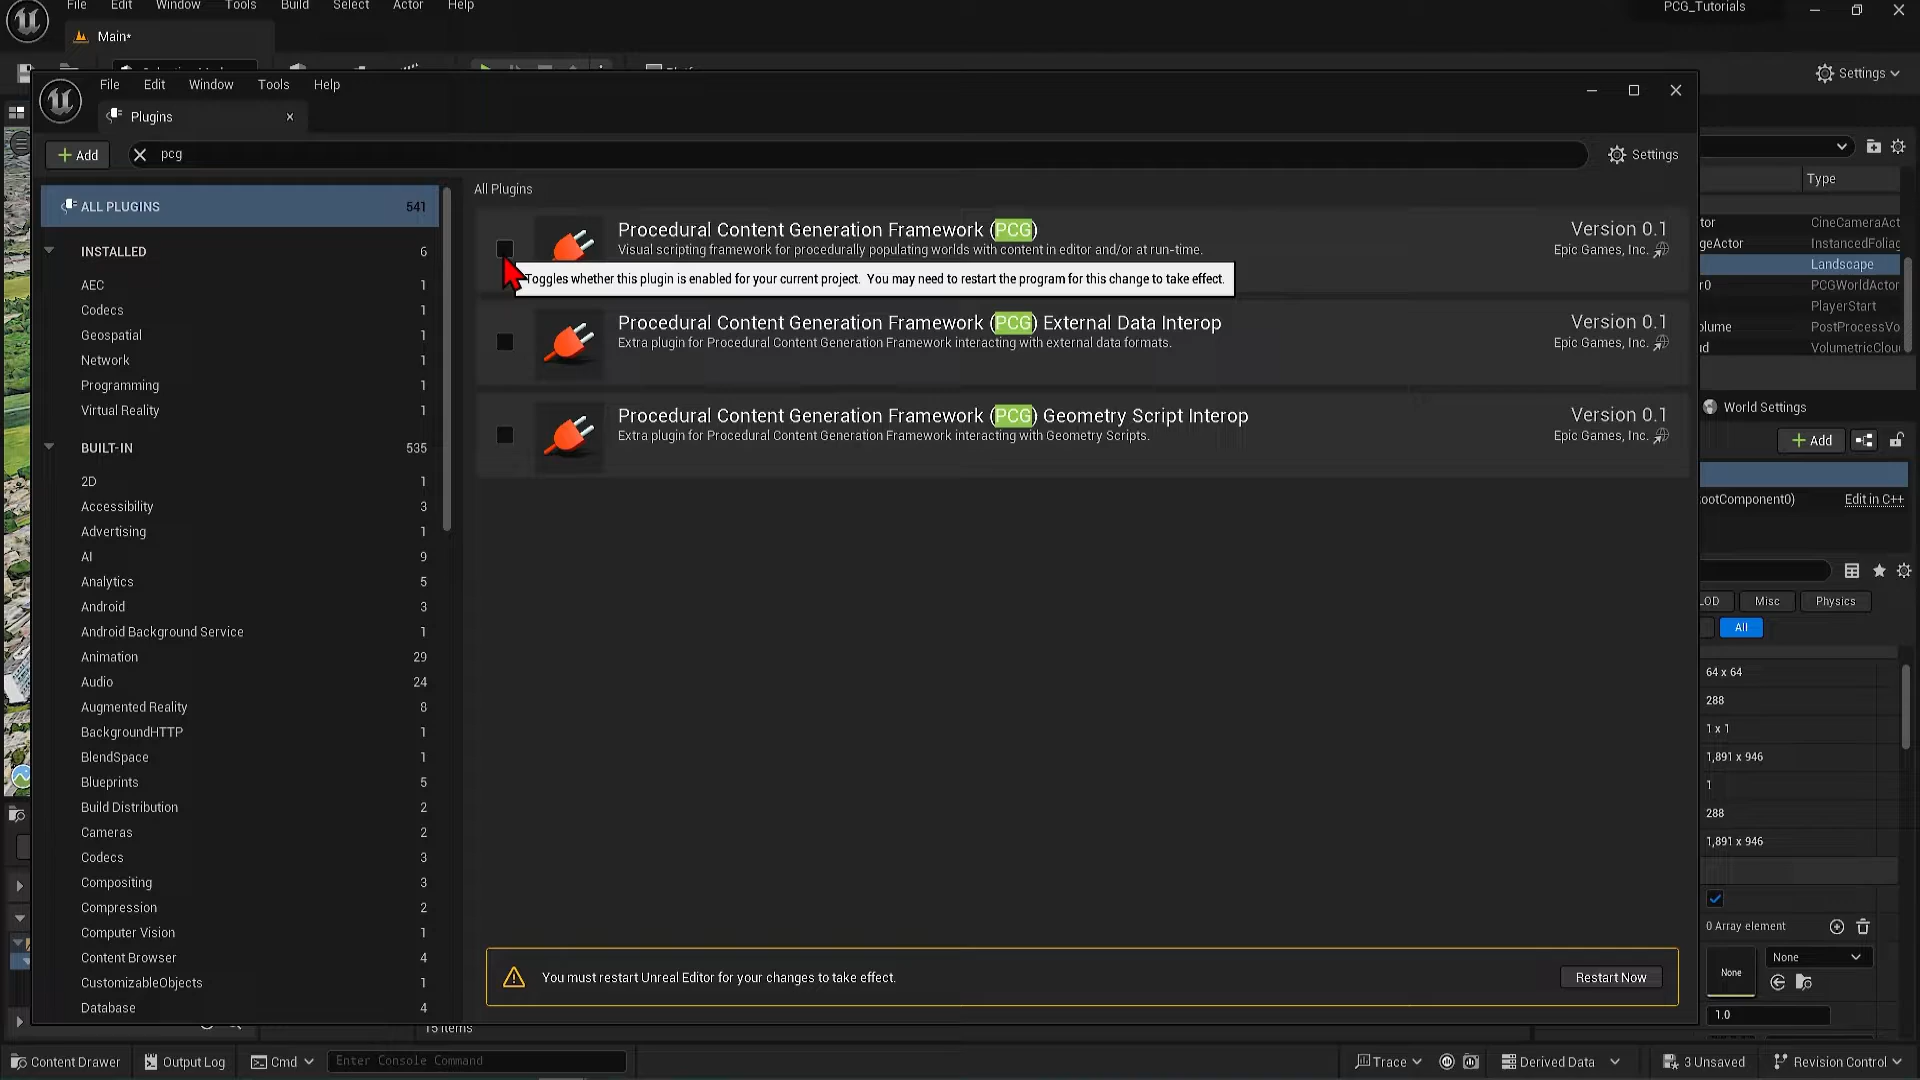 File Edit Window Tools Build Select Actor Help
PCG_Tutorials
Main*
Settings
File Edit Window Tools Help
Plugins
+ Add
pcg
Settings
Type
ALL PLUGINS 541
INSTALLED 6
AEC 1
Codecs 1
Geospatial 1
Network 1
Programming 1
Virtual Reality 1
BUILT-IN 535
2D 1
Accessibility 3
Advertising 1
AI 9
Analytics 5
Android 3
Android Background Service 1
Animation 29
Audio 24
Augmented Reality 8
BackgroundHTTP 1
BlendSpace 1
Blueprints 5
Build Distribution 2
Cameras 2
Codecs 3
Compositing 3
Compression 2
Computer Vision 1
Content Browser 4
CustomizableObjects 1
Database 4
All Plugins
Procedural Content Generation Framework (PCG)
Version 0.1
Visual scripting framework for procedurally populating worlds with content in editor and/or at run-time.
Epic Games, Inc.
Toggles whether this plugin is enabled for your current project. You may need to restart the program for this change to take effect.
Procedural Content Generation Framework (PCG) External Data Interop
Version 0.1
Extra plugin for Procedural Content Generation Framework interacting with external data formats.
Epic Games, Inc.
Procedural Content Generation Framework (PCG) Geometry Script Interop
Version 0.1
Extra plugin for Procedural Content Generation Framework interacting with Geometry Scripts.
Epic Games, Inc.
You must restart Unreal Editor for your changes to take effect.
Restart Now
tor CineCameraAct
geActor InstancedFoliag
Landscape
r0 PCGWorldActor
PlayerStart
olume PostProcessVo
ud VolumetricClou
World Settings
+ Add
ootComponent0) Edit in C++
LOD Misc Physics
All
64 x 64
288
1 x 1
1,891 x 946
1
288
1,891 x 946
0 Array element
None
None
1.0
15 items
Content Drawer
Output Log
Cmd
Enter Console Command
Trace
Derived Data
3 Unsaved
Revision Control